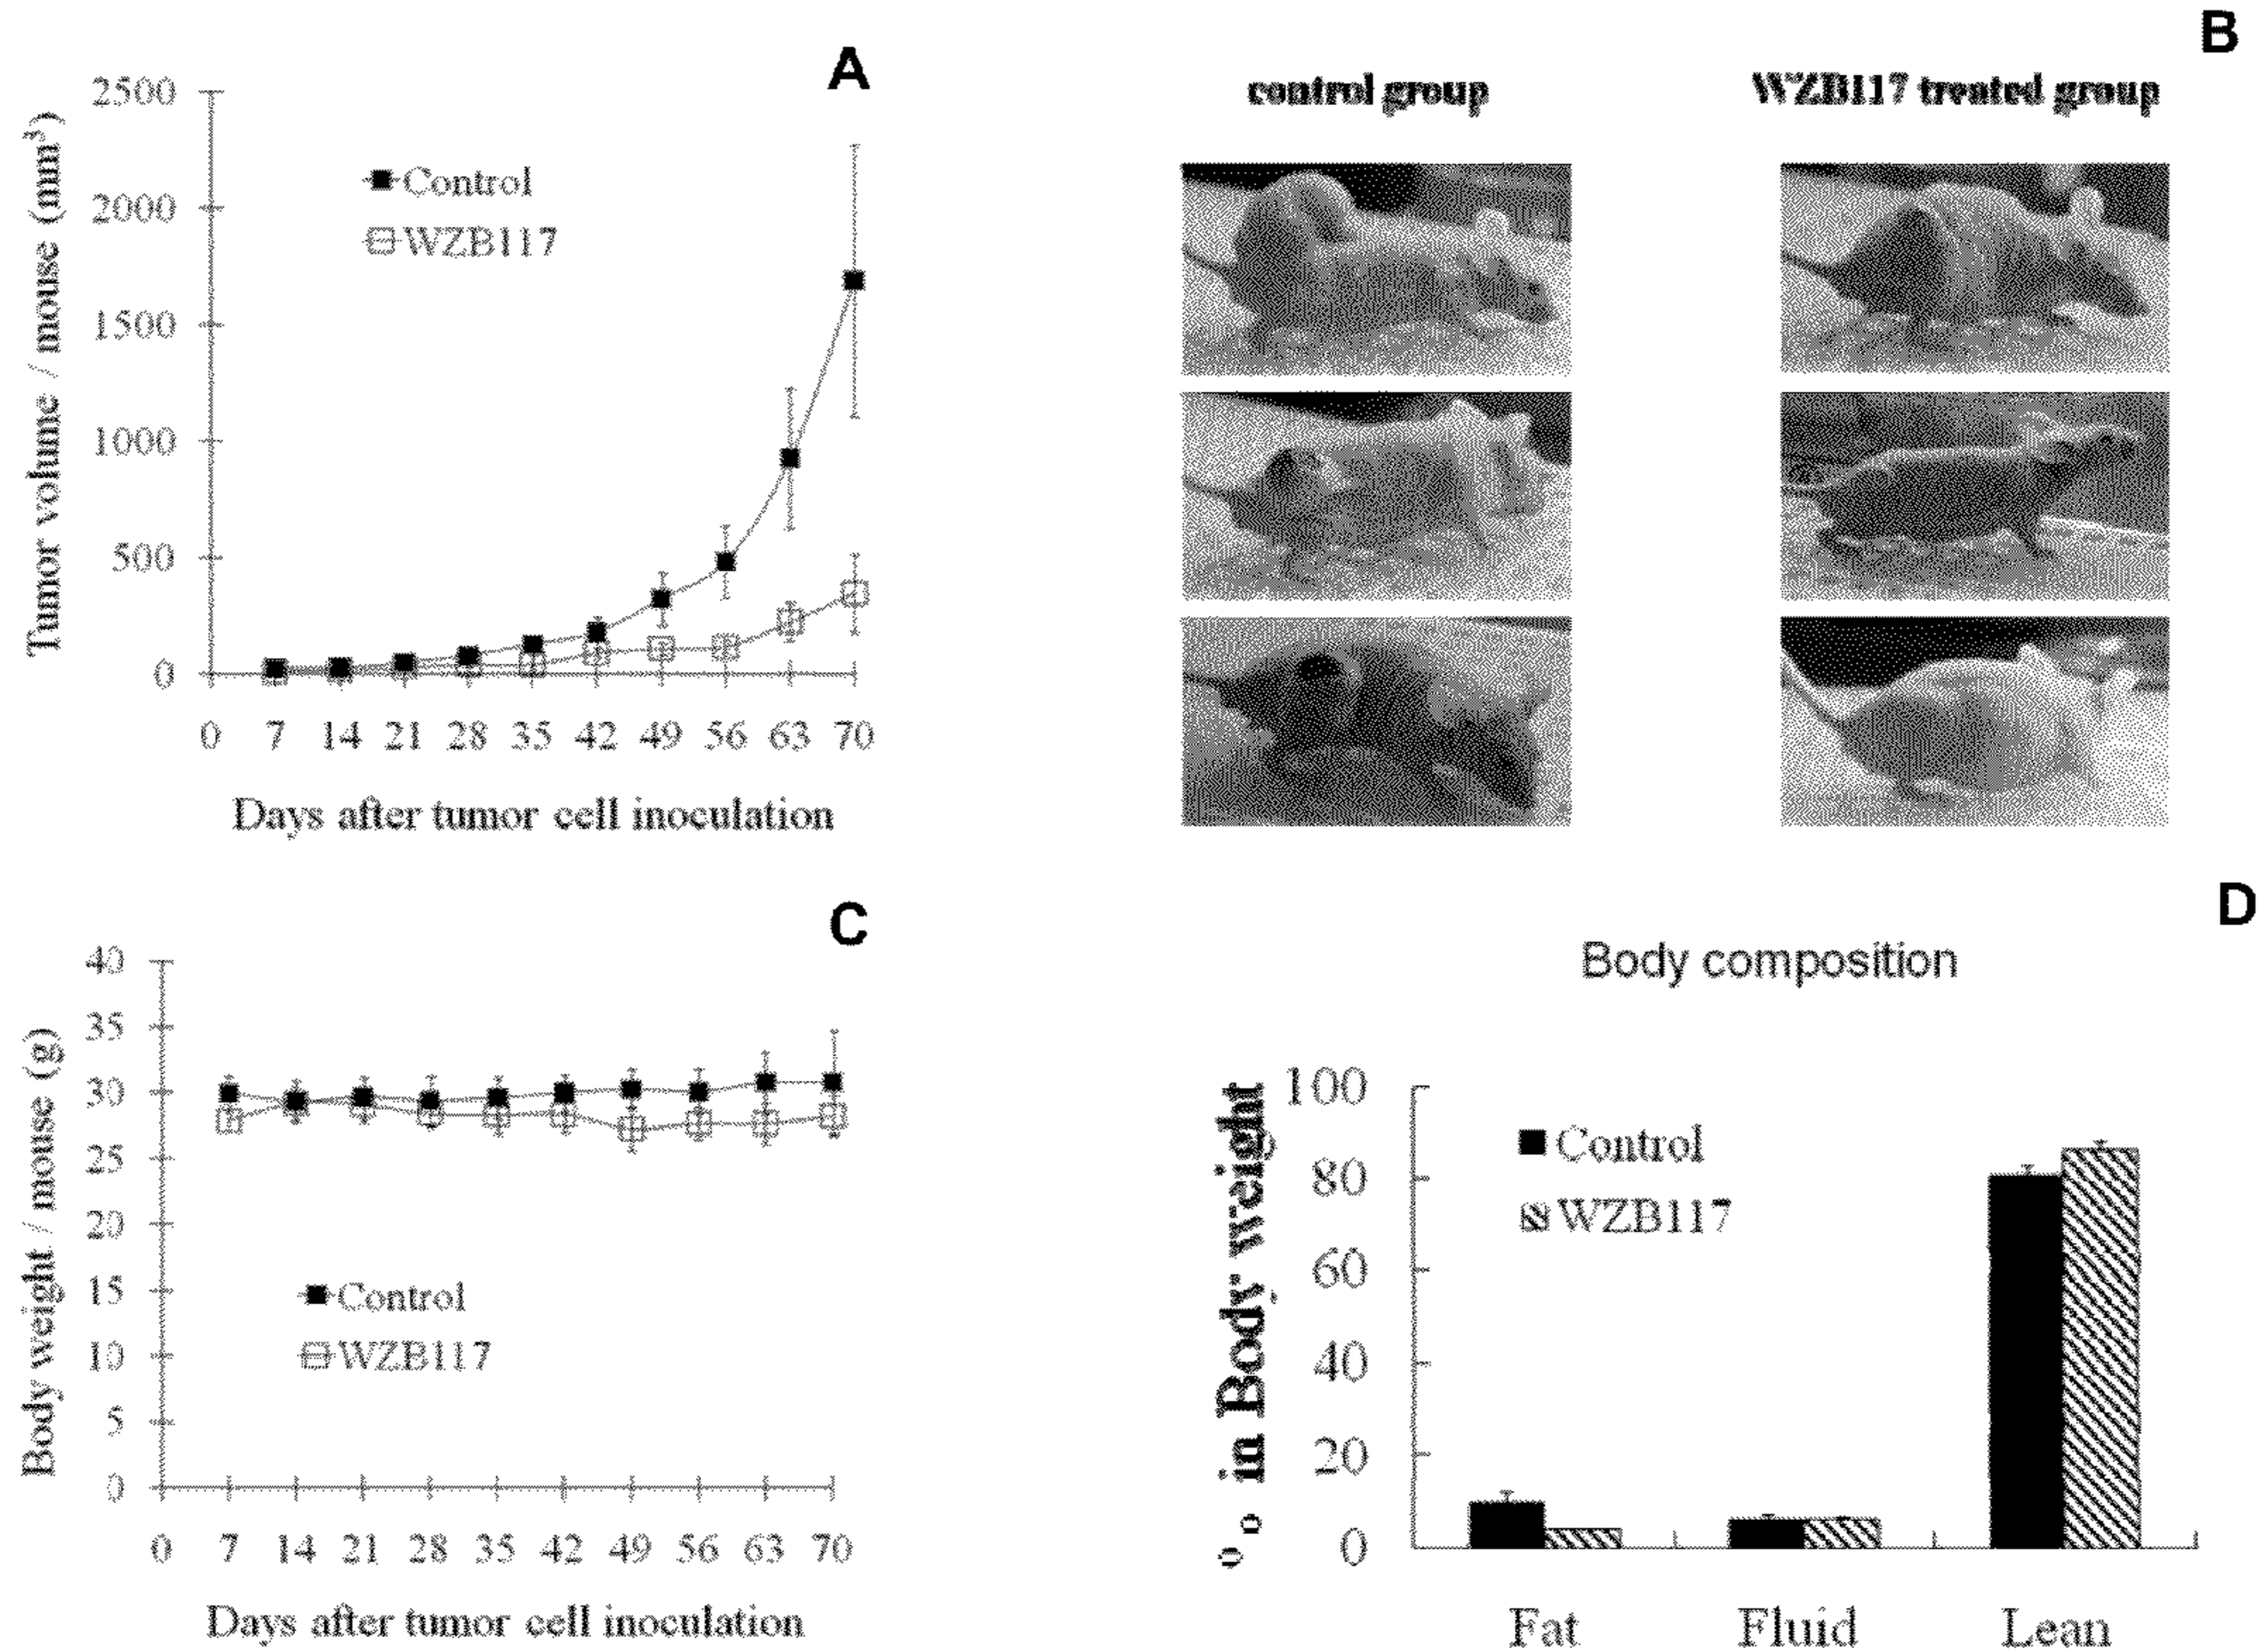 A
2500
2000
1500
1000
500
0
Tumor volume / mouse (mm³)
Control
WZB117
0 7 14 21 28 35 42 49 56 63 70
Days after tumor cell inoculation
B
control group
WZB117 treated group
C
40
35
30
25
20
15
10
5
0
Body weight / mouse (g)
Control
WZB117
0 7 14 21 28 35 42 49 56 63 70
Days after tumor cell inoculation
D
Body composition
100
80
60
40
20
0
% in Body weight
Control
WZB117
Fat Fluid Lean